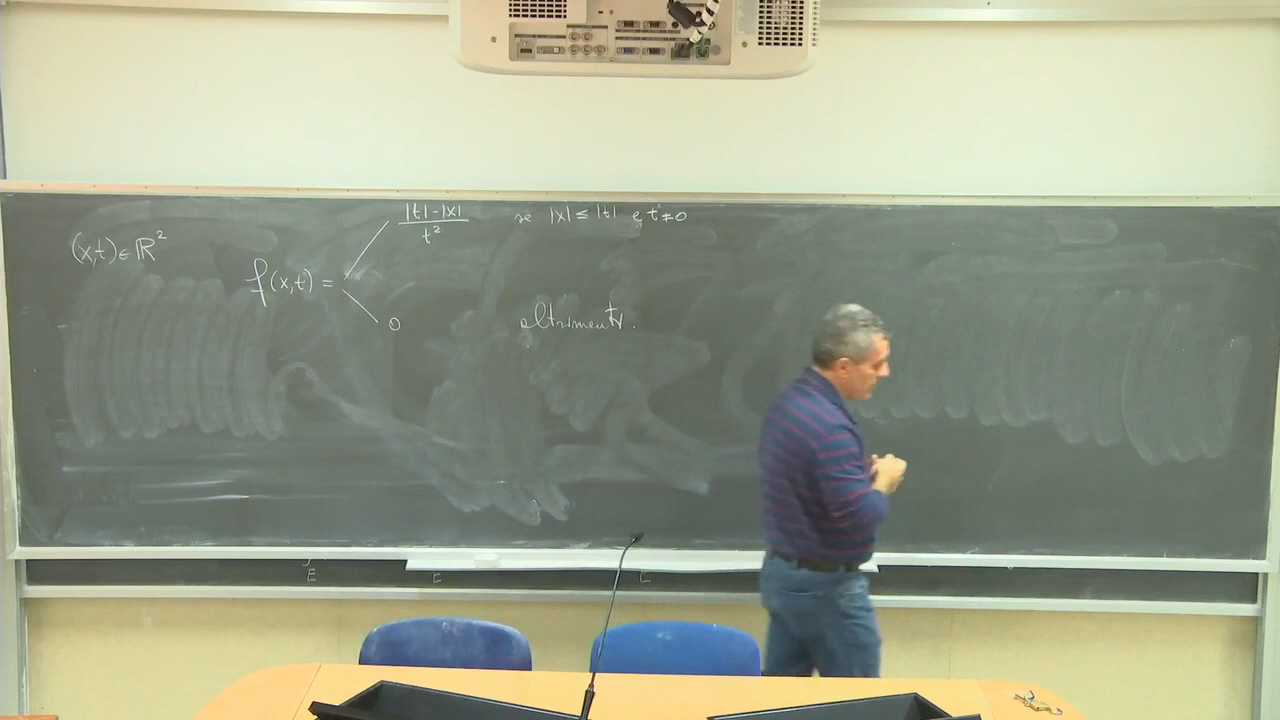 (x,t) ∈ ℝ²
f(x,t) =
|t| - |x| / t² se |x| ≤ |t| e t ≠ 0
0 altrimenti.
E E E